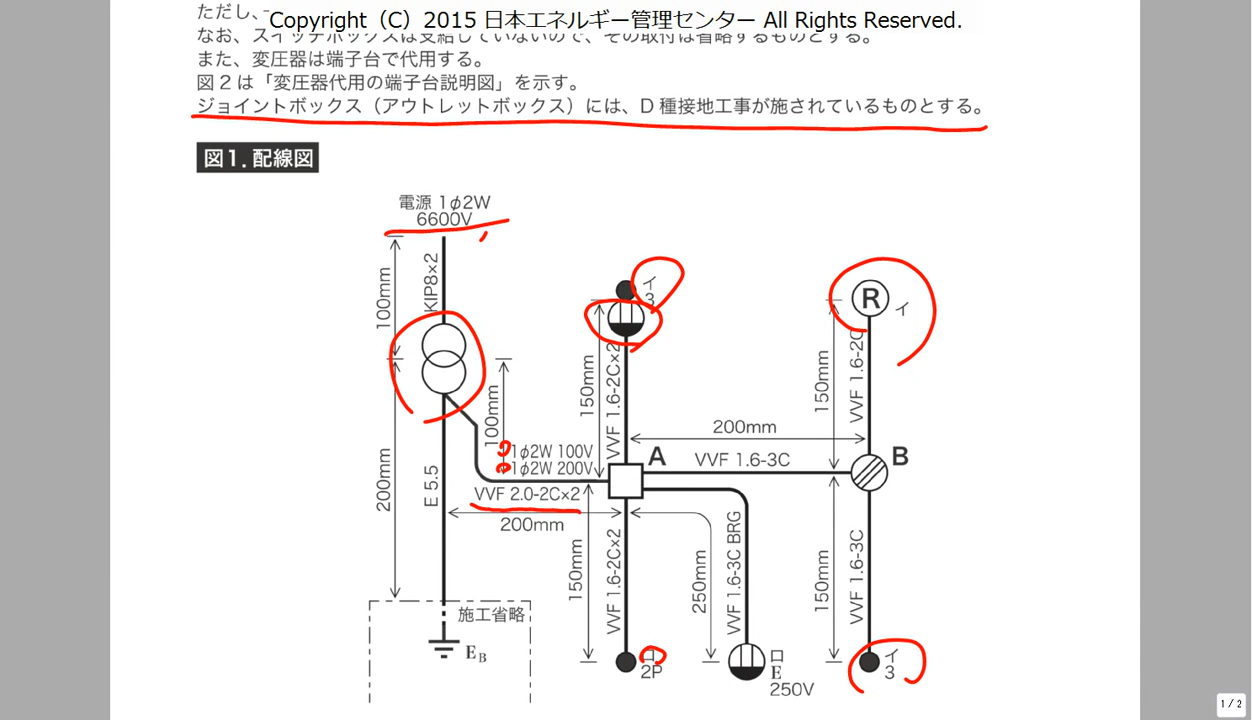 ただし、
Copyright（C）2015 日本エネルギー管理センター All Rights Reserved.
なお、スイッチボックスは支給していないので、その取付は省略するものとする。
また、変圧器は端子台で代用する。
図２は「変圧器代用の端子台説明図」を示す。
ジョイントボックス（アウトレットボックス）には、D 種接地工事が施されているものとする。
図1．配線図
電源 1φ2W
6600V
KIP8×2
100mm
イ
3
R
イ
150mm
VVF 1.6-2C×2
150mm
VVF 1.6-2C
100mm
200mm
1φ2W 100V
1φ2W 200V
A
VVF 1.6-3C
B
VVF 2.0-2C×2
200mm
E 5.5
200mm
150mm
VVF 1.6-2C×2
250mm
VVF 1.6-3C BRG
150mm
VVF 1.6-3C
施工省略
EB
ロ
2P
ロ
E
250V
イ
3
1 / 2